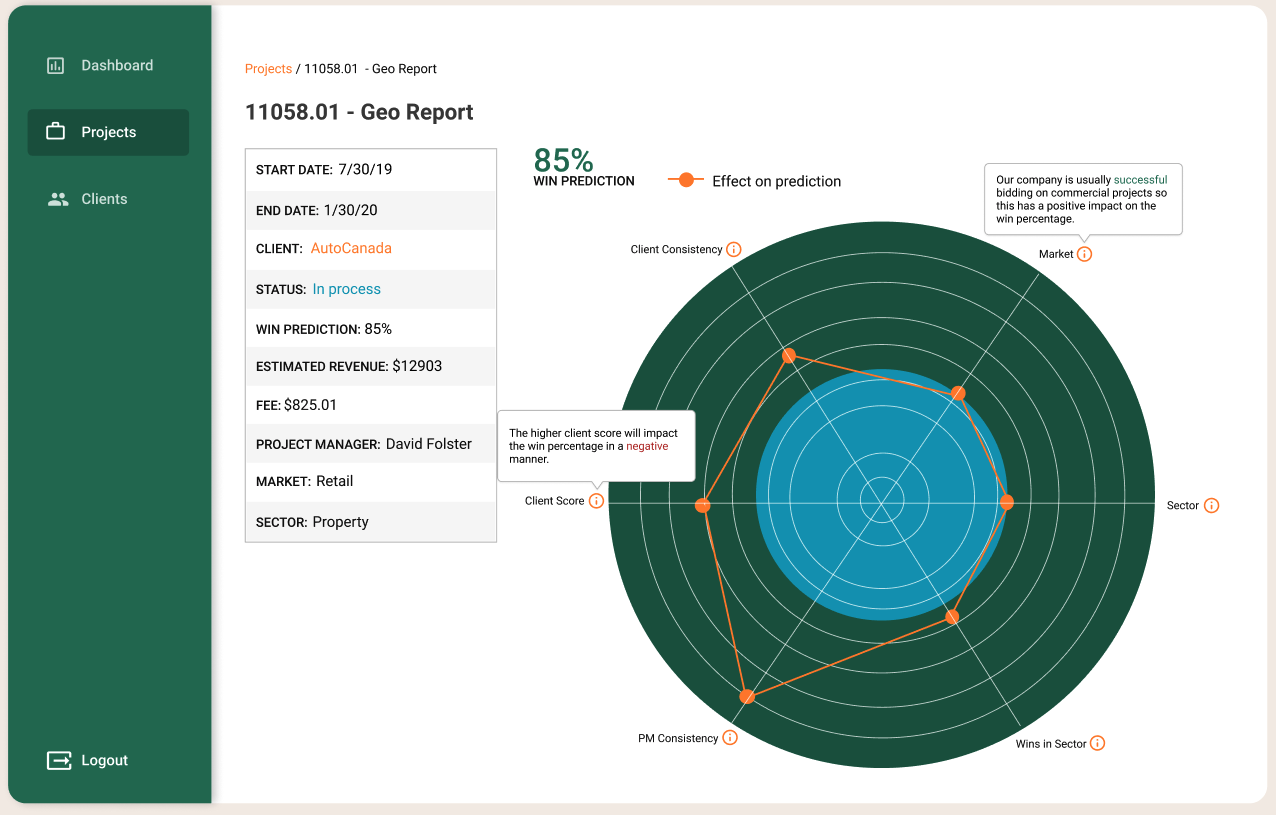 Dashboard
Projects
Clients
Logout
Projects / 11058.01 - Geo Report
11058.01 - Geo Report
START DATE: 7/30/19
END DATE: 1/30/20
CLIENT: AutoCanada
STATUS: In process
WIN PREDICTION: 85%
ESTIMATED REVENUE: $12903
FEE: $825.01
PROJECT MANAGER: David Folster
MARKET: Retail
SECTOR: Property
85%
WIN PREDICTION
Effect on prediction
Our company is usually successful
bidding on commercial projects so
this has a positive impact on the
win percentage.
Client Consistency
Market
The higher client score will impact
the win percentage in a negative
manner.
Client Score
Sector
PM Consistency
Wins in Sector